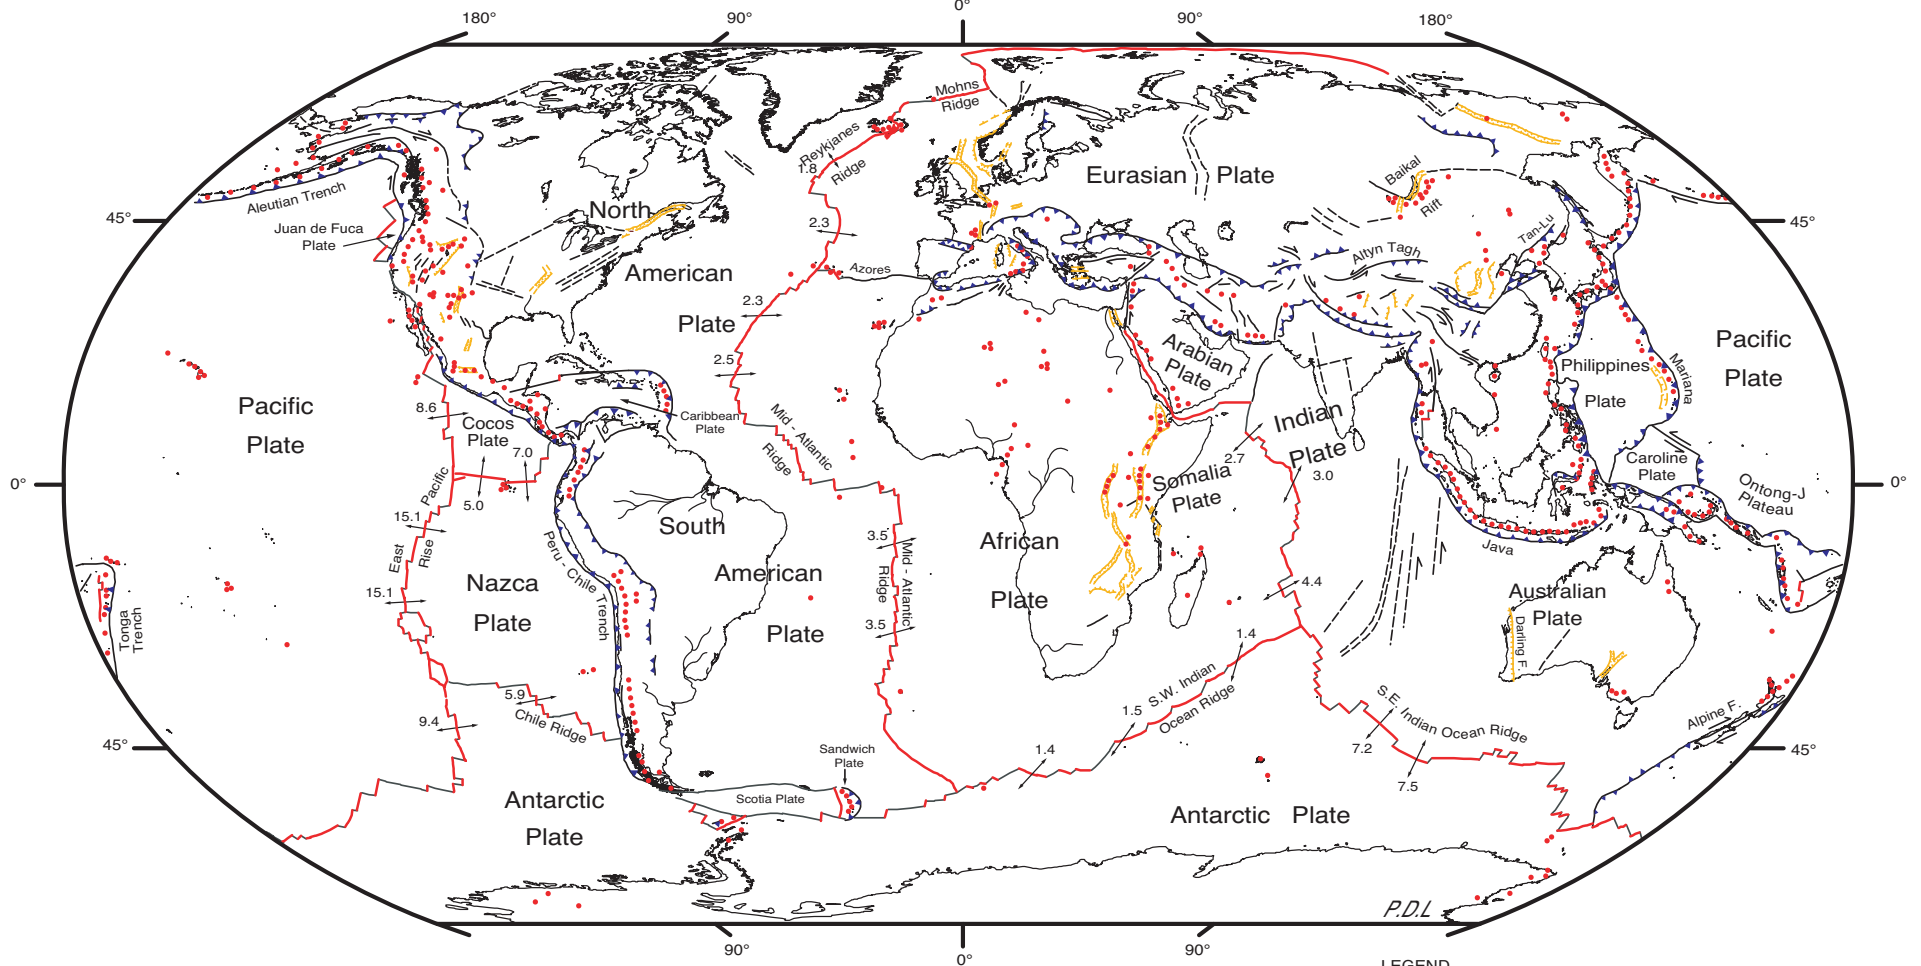 180°
90°
0°
90°
180°
Mohns
Ridge
Reykjanes
Ridge
1.8
Eurasian Plate
Baikal
Rift
Aleutian Trench
45°
45°
North
Juan de Fuca
Plate
2.3
Tan-Lu
Altyn Tagh
American
Azores
2.3
Plate
2.5
Arabian
Plate
Philippines
Plate
Mariana
Pacific
Plate
Pacific
Plate
8.6
Cocos
Plate
7.0
5.0
Caribbean
Plate
Mid - Atlantic
Ridge
Indian
Plate
2.7
3.0
Somalia
Plate
Caroline
Plate
Ontong-J
Plateau
0°
0°
East Pacific
Rise
15.1
15.1
South
American
Plate
3.5
3.5
Mid - Atlantic
Ridge
African
Plate
Java
Nazca
Plate
Peru - Chile Trench
4.4
Australian
Plate
Darling F.
Tonga
Trench
1.4
5.9
Chile Ridge
9.4
S.W. Indian
Ocean Ridge
1.5
1.4
S.E. Indian Ocean Ridge
7.2
7.5
Alpine F.
45°
45°
Sandwich
Plate
Scotia Plate
Antarctic
Plate
Antarctic Plate
P.D.L
90°
0°
90°
LEGEND